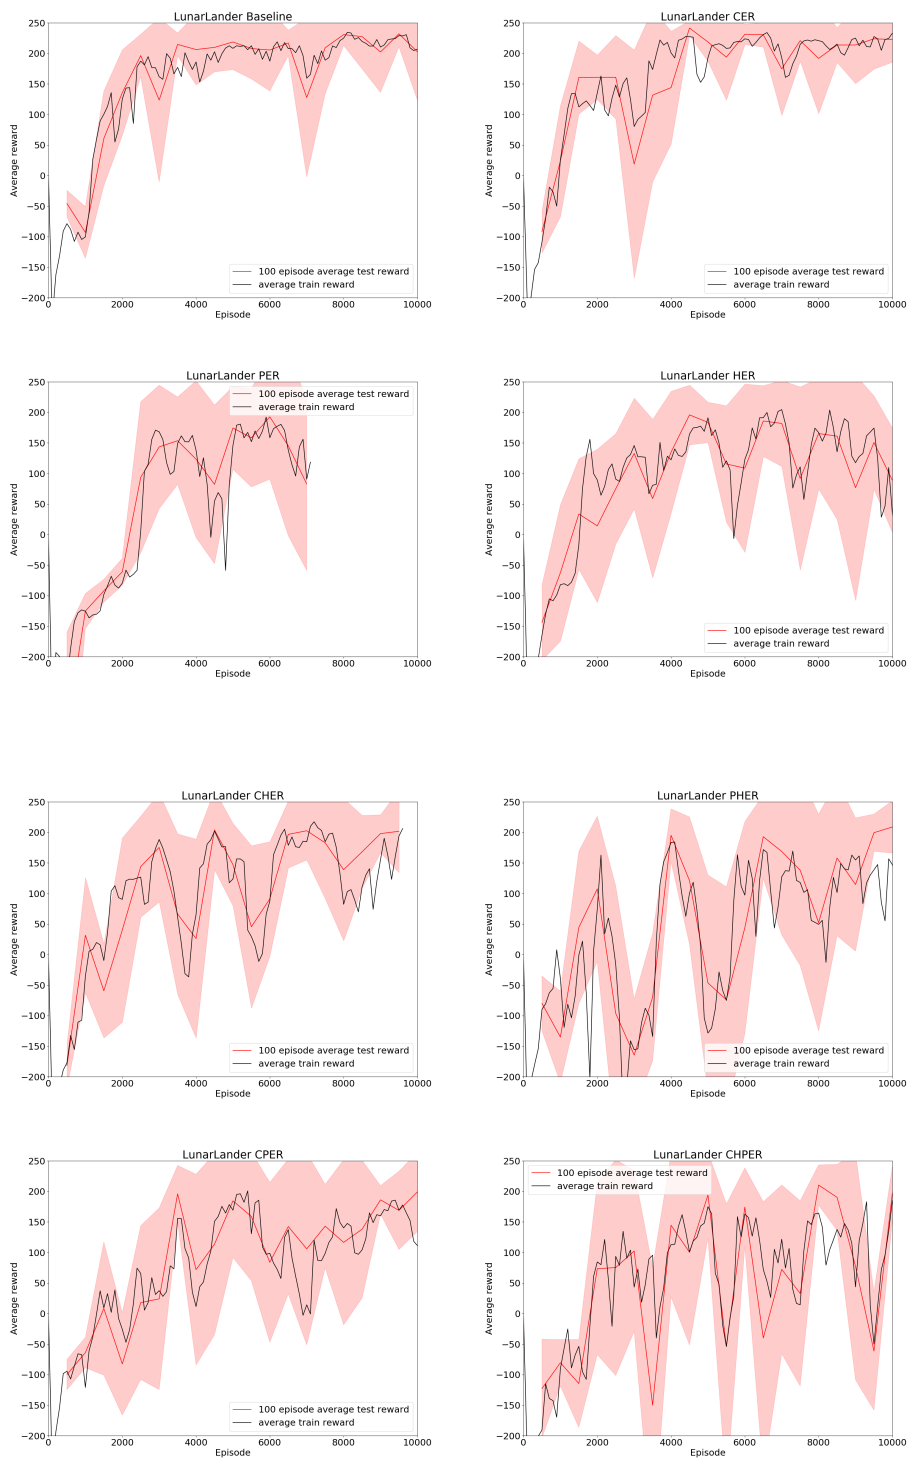 LunarLander Baseline
250
200
150
100
50
0
−50
−100
−150
−200
Average reward
100 episode average test reward
average train reward
0 2000 4000 6000 8000 10000
Episode
LunarLander CER
250
200
150
100
50
0
−50
−100
−150
−200
Average reward
100 episode average test reward
average train reward
0 2000 4000 6000 8000 10000
Episode
LunarLander PER
250
200
150
100
50
0
−50
−100
−150
−200
Average reward
100 episode average test reward
average train reward
0 2000 4000 6000 8000 10000
Episode
LunarLander HER
250
200
150
100
50
0
−50
−100
−150
−200
Average reward
100 episode average test reward
average train reward
0 2000 4000 6000 8000 10000
Episode
LunarLander CHER
250
200
150
100
50
0
−50
−100
−150
−200
Average reward
100 episode average test reward
average train reward
0 2000 4000 6000 8000 10000
Episode
LunarLander PHER
250
200
150
100
50
0
−50
−100
−150
−200
Average reward
100 episode average test reward
average train reward
0 2000 4000 6000 8000 10000
Episode
LunarLander CPER
250
200
150
100
50
0
−50
−100
−150
−200
Average reward
100 episode average test reward
average train reward
0 2000 4000 6000 8000 10000
Episode
LunarLander CHPER
250
200
150
100
50
0
−50
−100
−150
−200
Average reward
100 episode average test reward
average train reward
0 2000 4000 6000 8000 10000
Episode